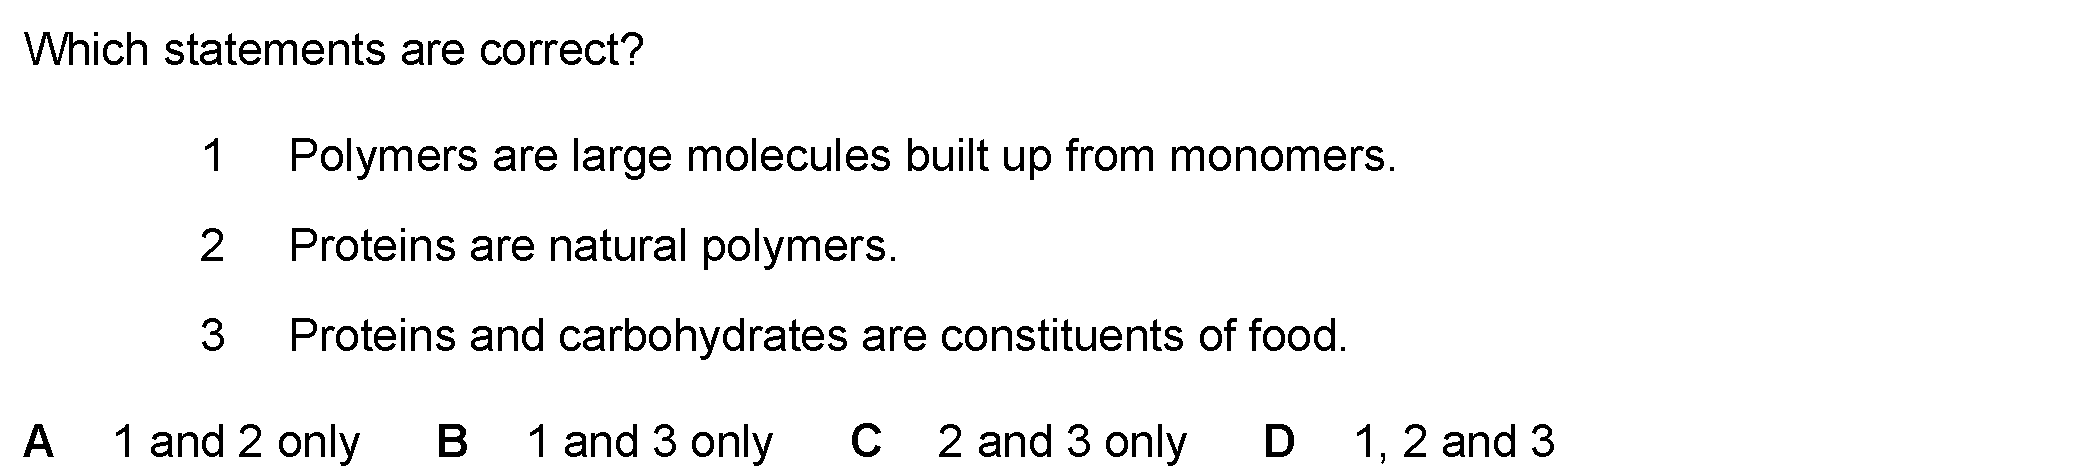 Which statements are correct?
1 Polymers are large molecules built up from monomers.
2 Proteins are natural polymers.
3 Proteins and carbohydrates are constituents of food.
A 1 and 2 only B 1 and 3 only C 2 and 3 only D 1, 2 and 3